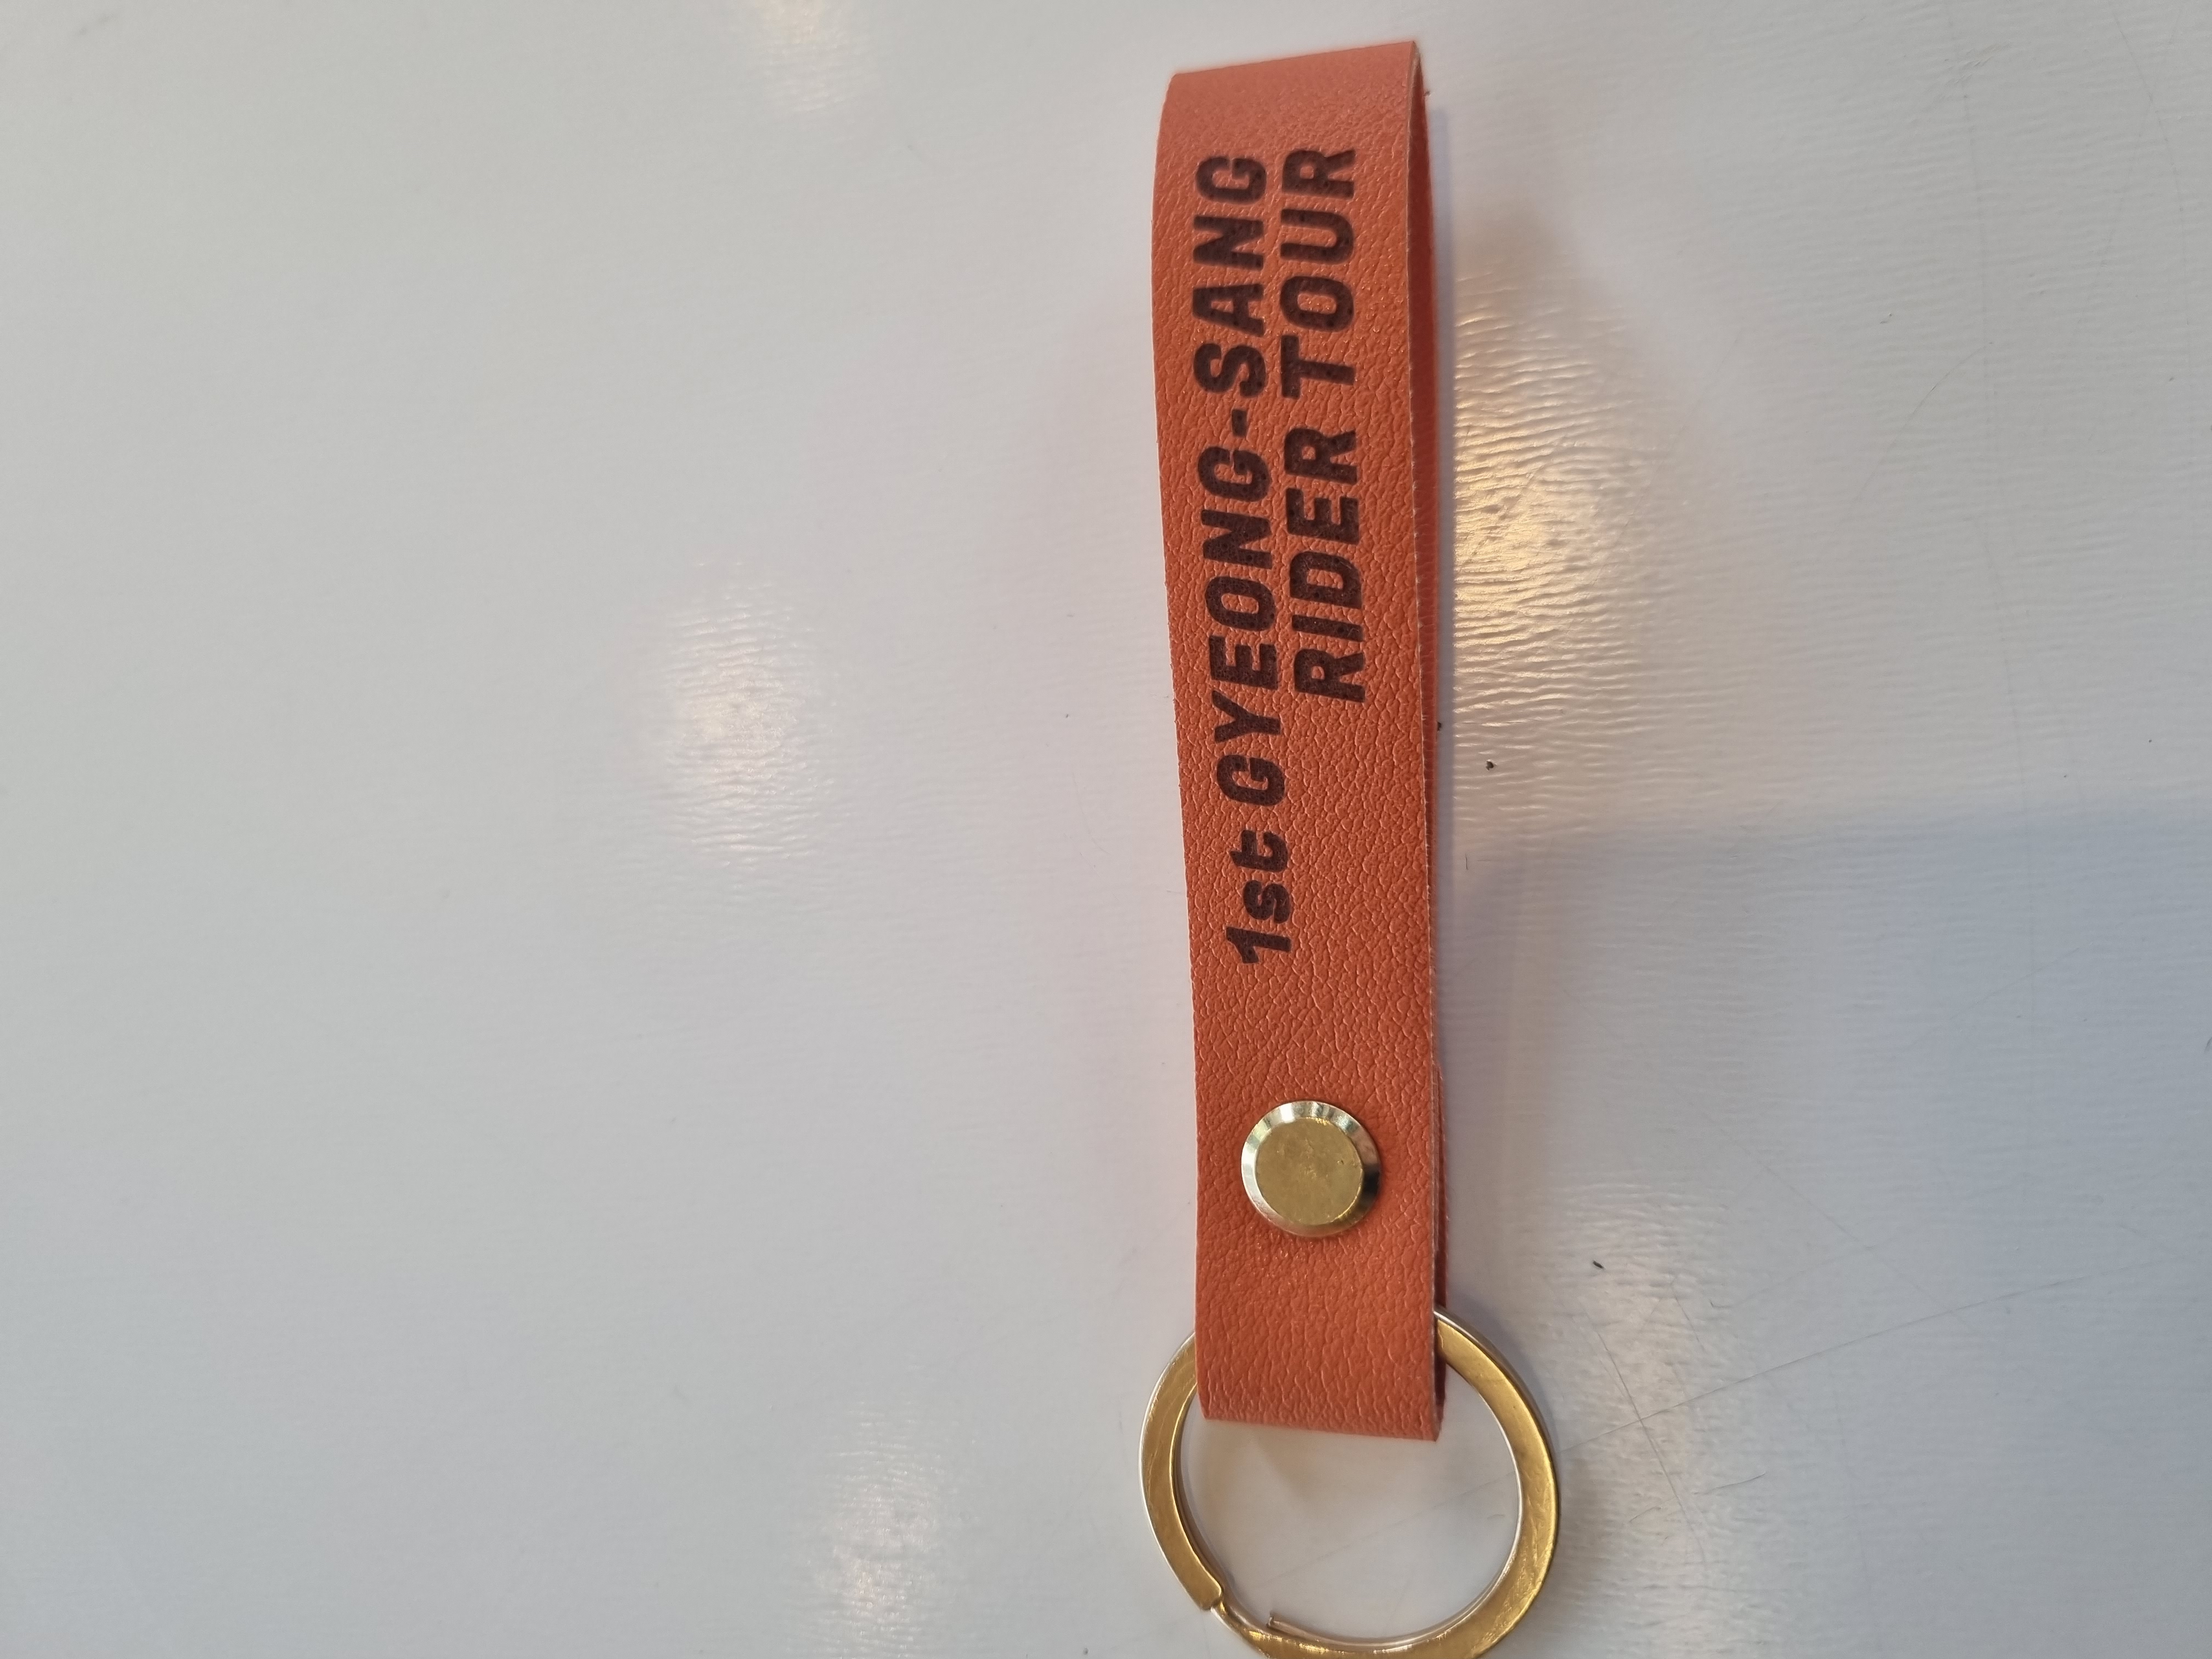 1st GYEONG-SANG
RIDER TOUR